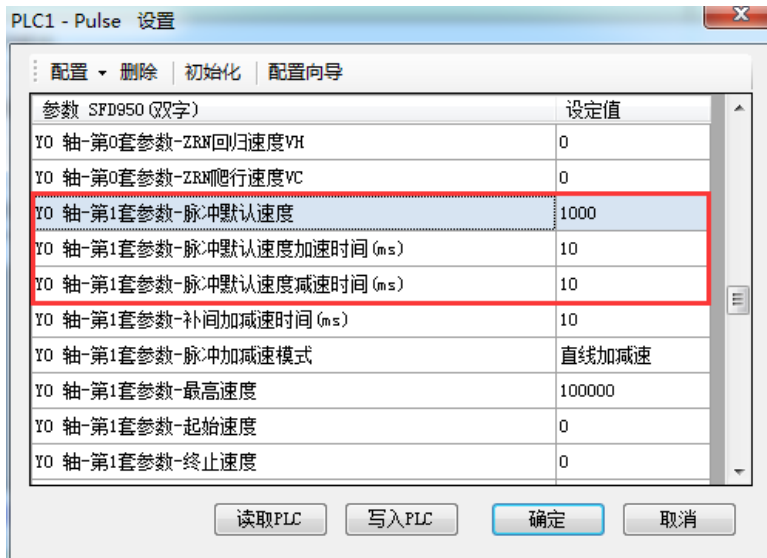 PLC1 - Pulse 设置
配置 删除 初始化 配置向导
参数 SFD950(双字) 设定值
Y0 轴-第0套参数-ZRN回归速度VH 0
Y0 轴-第0套参数-ZRN爬行速度VC 0
Y0 轴-第1套参数-脉冲默认速度 1000
Y0 轴-第1套参数-脉冲默认速度加速时间(ms) 10
Y0 轴-第1套参数-脉冲默认速度减速时间(ms) 10
Y0 轴-第1套参数-补间加减速时间(ms) 10
Y0 轴-第1套参数-脉冲加减速模式 直线加减速
Y0 轴-第1套参数-最高速度 100000
Y0 轴-第1套参数-起始速度 0
Y0 轴-第1套参数-终止速度 0
读取PLC 写入PLC 确定 取消